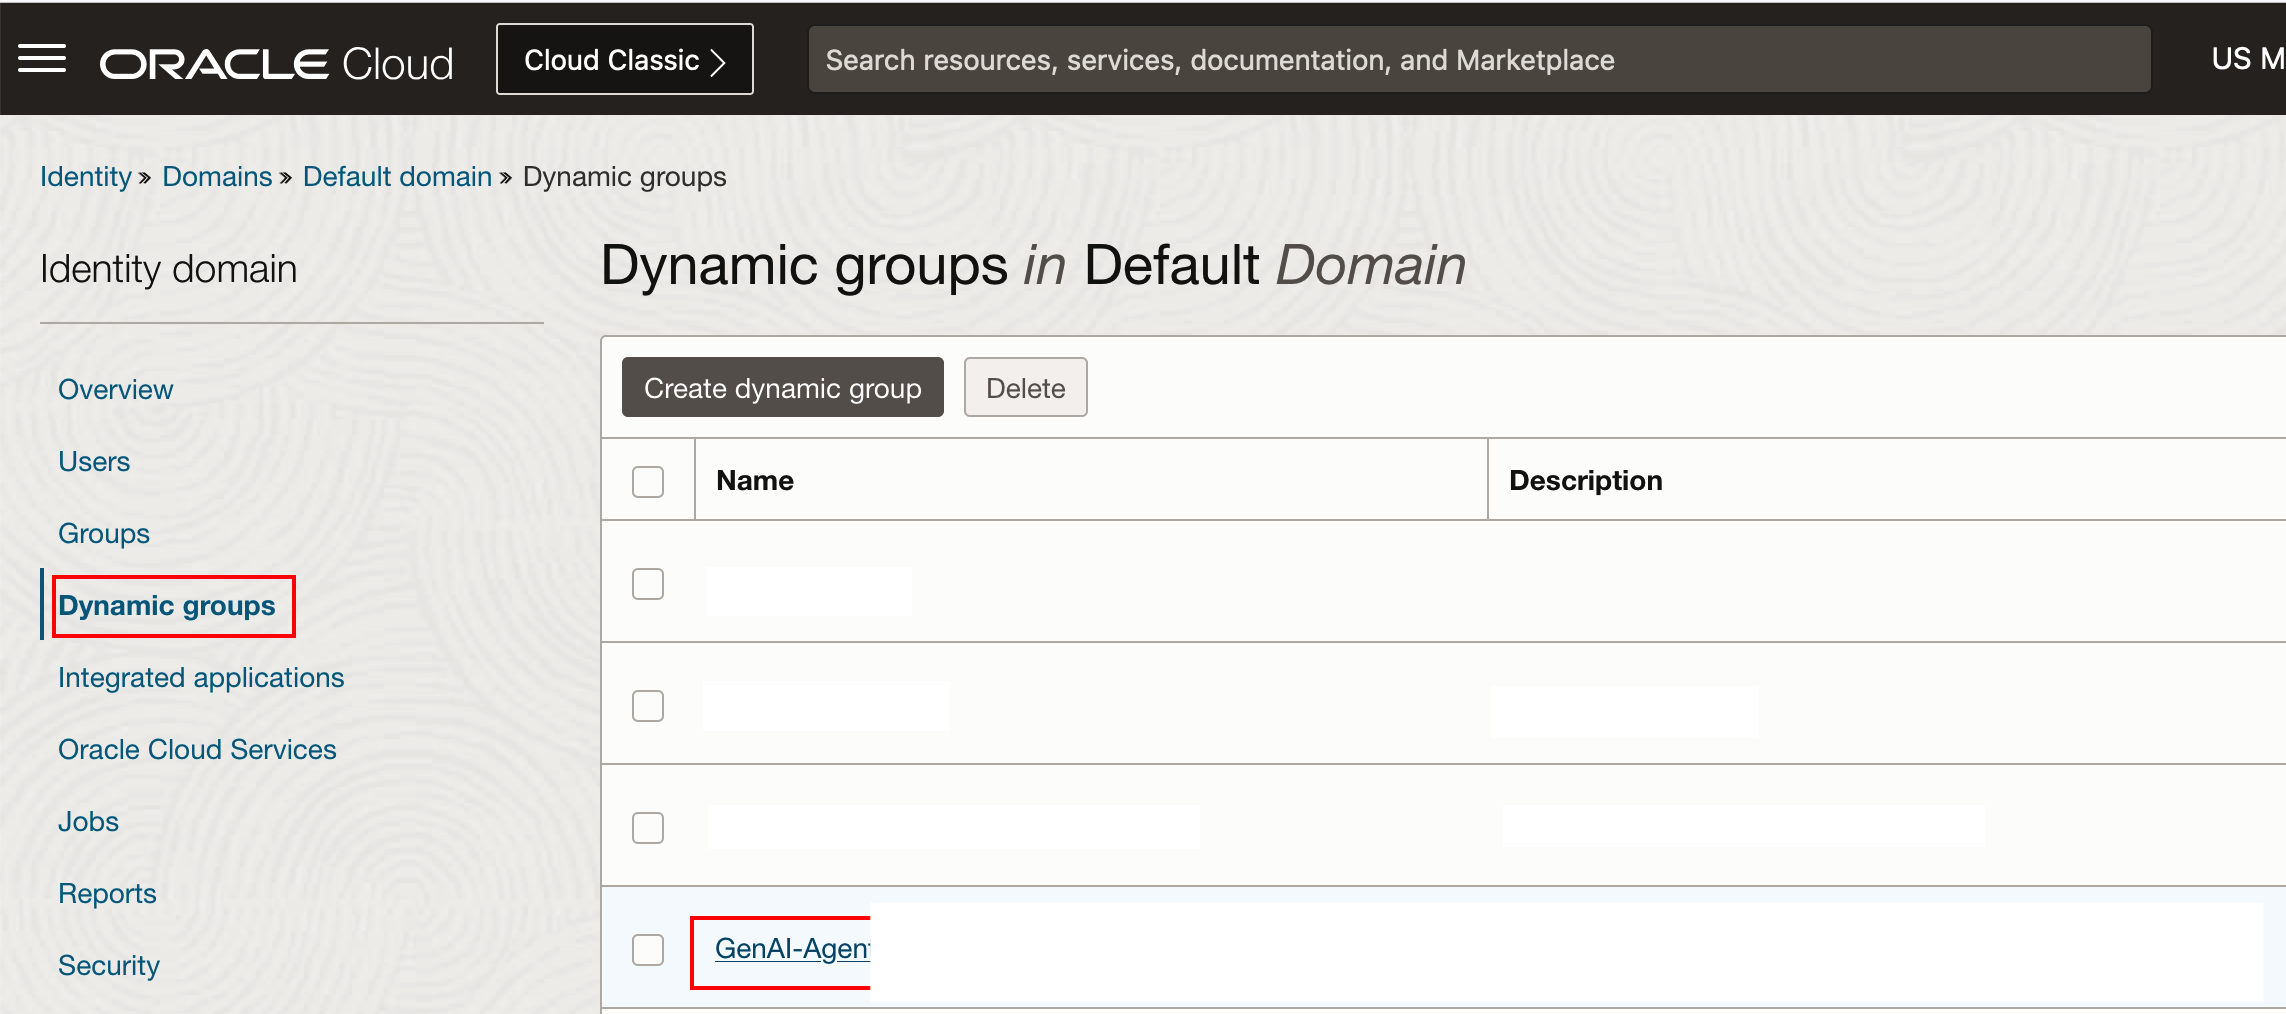 ORACLE Cloud
Cloud Classic
Search resources, services, documentation, and Marketplace
US M
Identity » Domains » Default domain » Dynamic groups
Identity domain
Overview
Users
Groups
Dynamic groups
Integrated applications
Oracle Cloud Services
Jobs
Reports
Security
Dynamic groups in Default Domain
Create dynamic group
Delete
Name
Description
GenAI-Agent